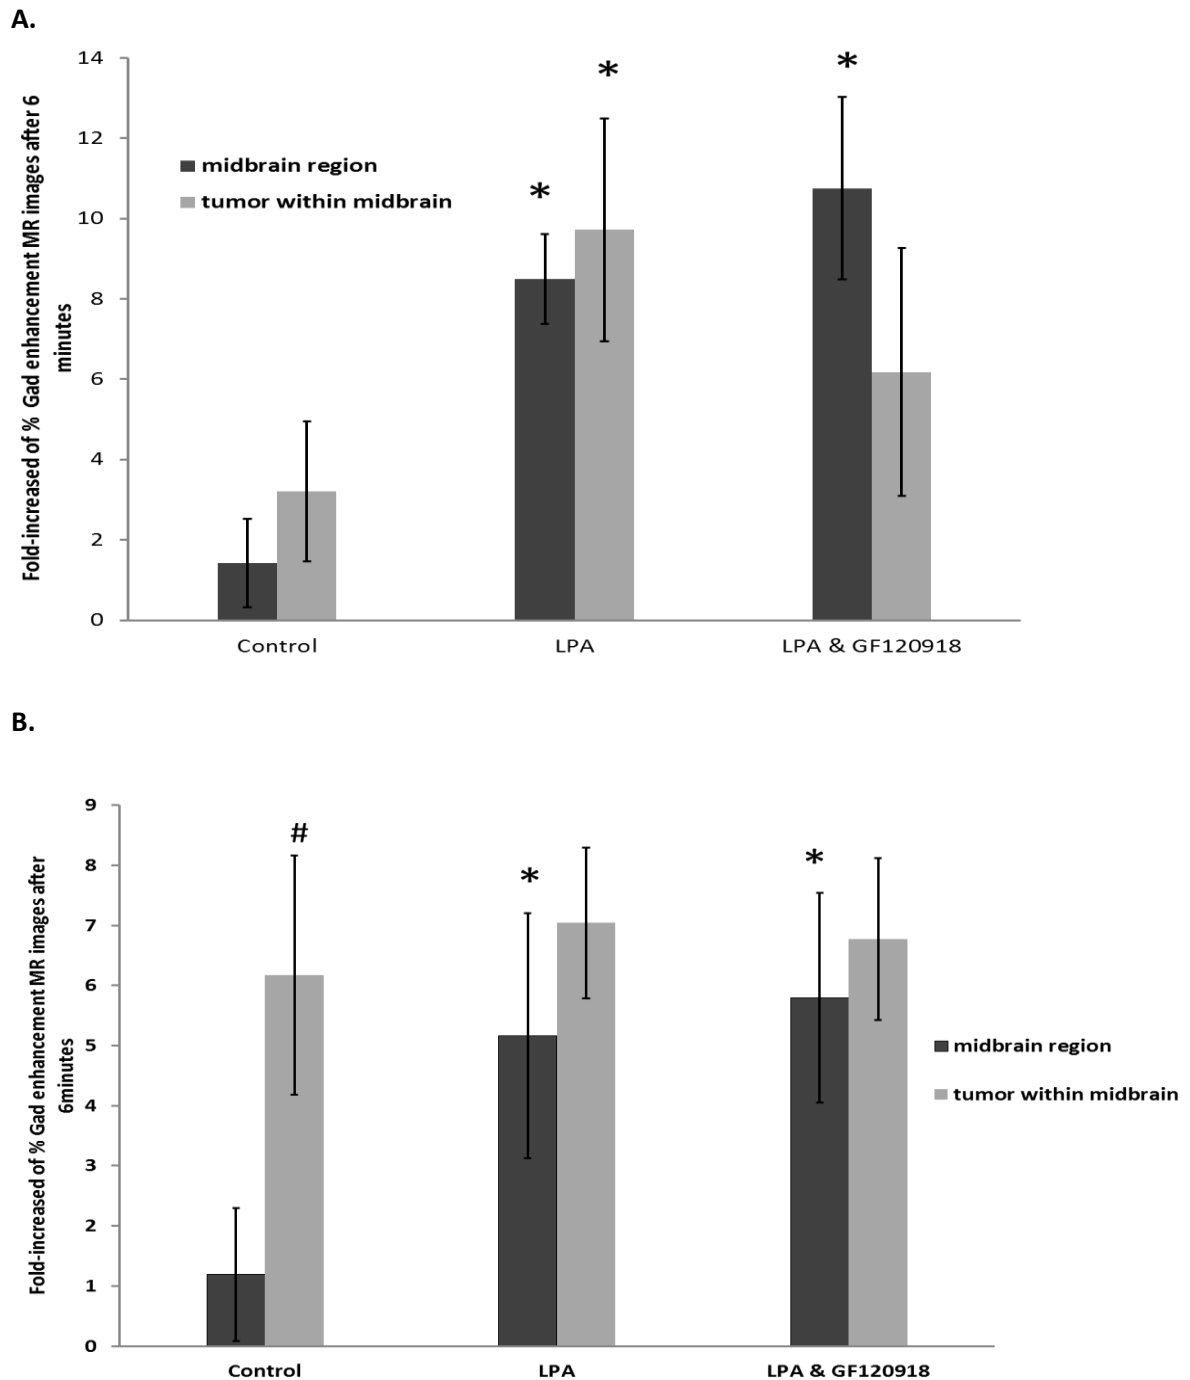 A.
Fold-increased of % Gad enhancement MR images after 6
minutes
14
12
10
8
6
4
2
0
midbrain region
tumor within midbrain
*
*
*
Control
LPA
LPA & GF120918
B.
Fold-increased of % Gad enhancement MR images after
6minutes
9
8
7
6
5
4
3
2
1
0
#
*
*
midbrain region
tumor within midbrain
Control
LPA
LPA & GF120918